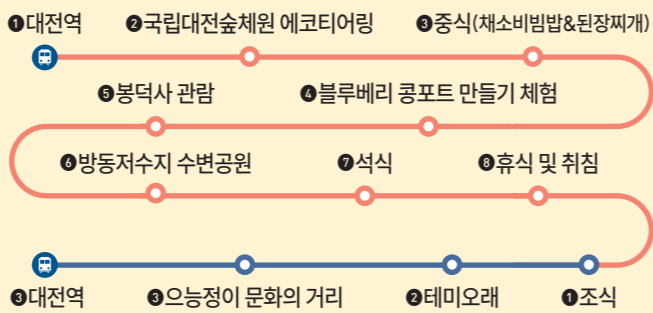 ❶대전역 ❷국립대전숲체원 에코티어링 ❸중식(채소비빔밥&된장찌개)
❺봉덕사 관람 ❹블루베리 콩포트 만들기 체험
❻방동저수지 수변공원 ❼석식 ❽휴식 및 취침
❸대전역 ❸으능정이 문화의 거리 ❷테미오래 ❶조식